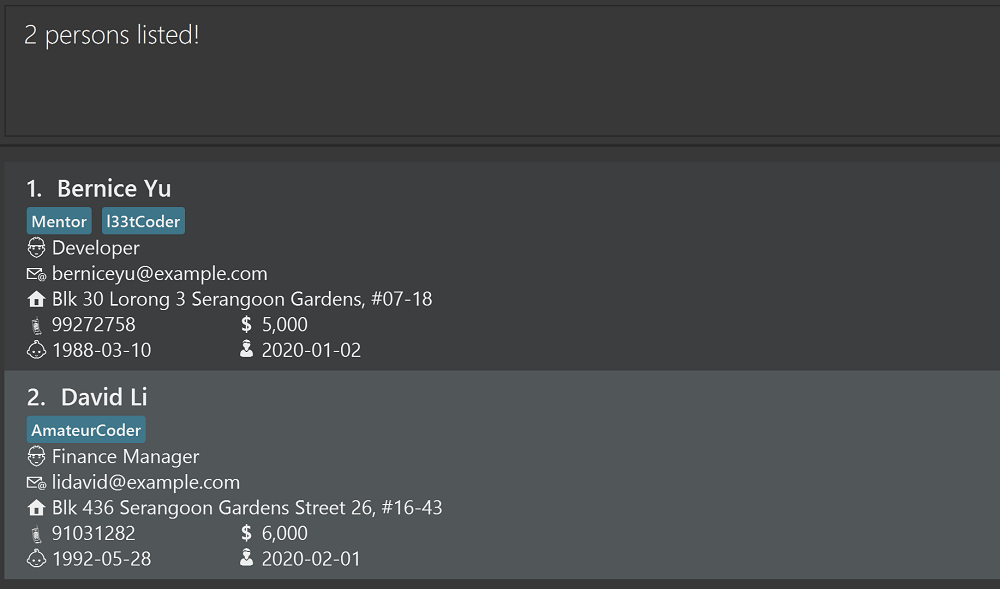 2 persons listed!
1. Bernice Yu
Mentor l33tCoder
Developer
berniceyu@example.com
Blk 30 Lorong 3 Serangoon Gardens, #07-18
99272758 $ 5,000
1988-03-10 2020-01-02
2. David Li
AmateurCoder
Finance Manager
lidavid@example.com
Blk 436 Serangoon Gardens Street 26, #16-43
91031282 $ 6,000
1992-05-28 2020-02-01